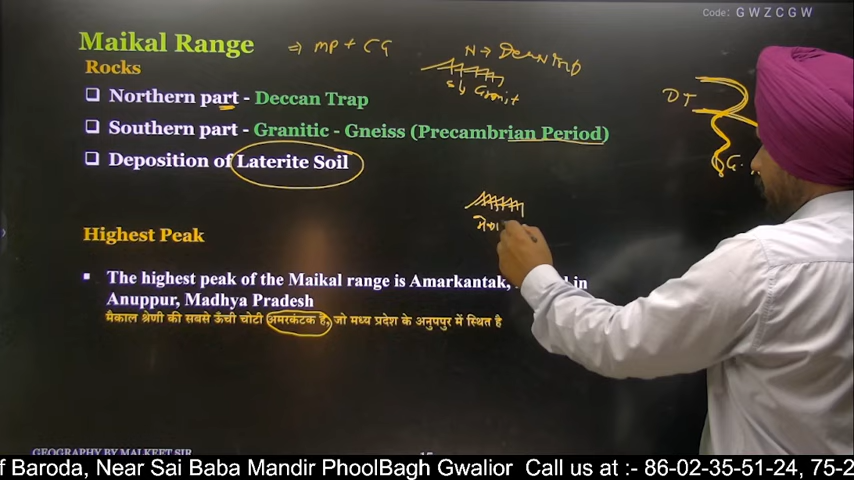 Code: G W Z C G W
Maikal Range ⇒ MP + CG
Rocks
N →
❑ Northern part - Deccan Trap
DT
❑ Southern part - Granitic - Gneiss (Precambrian Period)
G.
❑ Deposition of Laterite Soil
Highest Peak
▪ The highest peak of the Maikal range is Amarkantak, in
Anuppur, Madhya Pradesh
मैकाल श्रेणी की सबसे ऊँची चोटी अमरकंटक है, जो मध्य प्रदेश के अनुपपुर में स्थित है
GEOGRAPHY BY MALKEET SIR
f Baroda, Near Sai Baba Mandir PhoolBagh Gwalior Call us at :- 86-02-35-51-24, 75-2